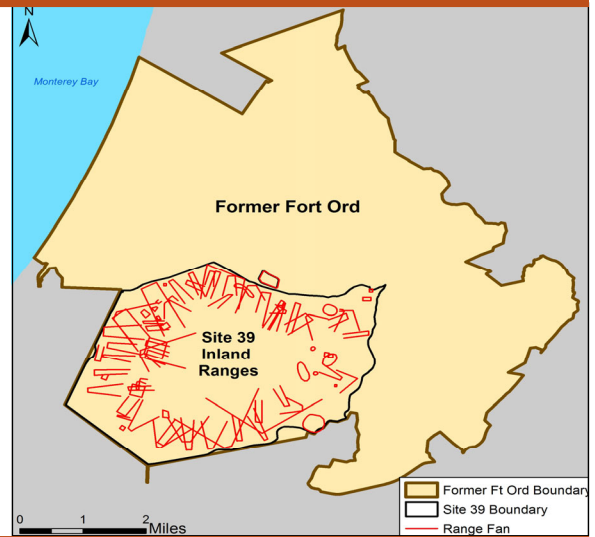 N
Monterey Bay
Former Fort Ord
Site 39
Inland
Ranges
Former Ft Ord Boundary
Site 39 Boundary
Range Fan
0 1 2 Miles